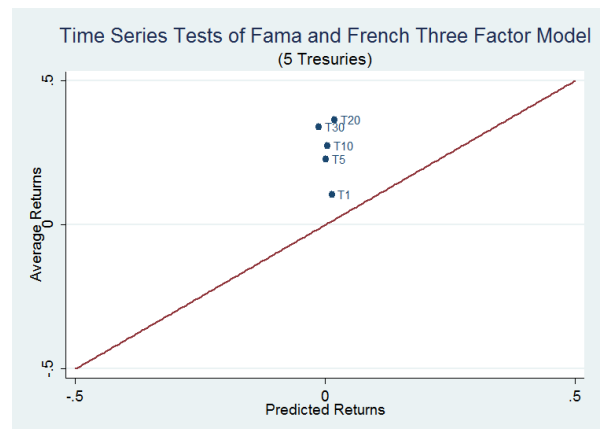 Time Series Tests of Fama and French Three Factor Model
(5 Tresuries)
Average Returns
.5
0
-.5
T20
T30
T10
T5
T1
-.5
0
.5
Predicted Returns